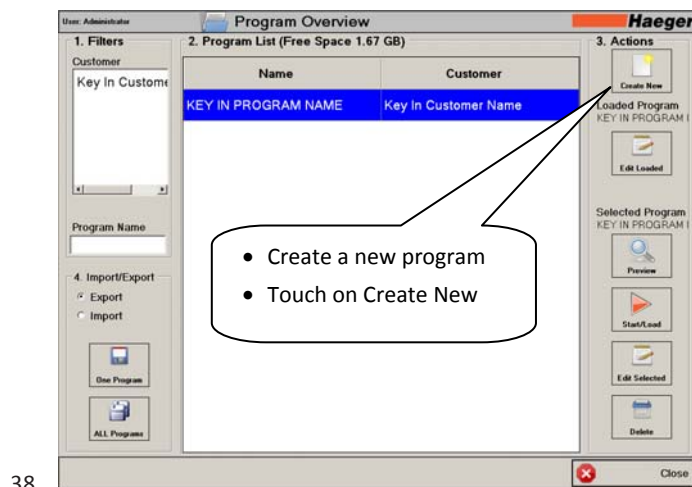 User: Administrator
Program Overview
Haeger
1. Filters
Customer
Key In Custome
Program Name
4. Import/Export
Export
Import
One Program
ALL Programs
2. Program List (Free Space 1.67 GB)
Name Customer
KEY IN PROGRAM NAME Key In Customer Name
• Create a new program
• Touch on Create New
3. Actions
Create New
Loaded Program
KEY IN PROGRAM I
Edit Loaded
Selected Program
KEY IN PROGRAM I
Preview
Start/Load
Edit Selected
Delete
Close
38